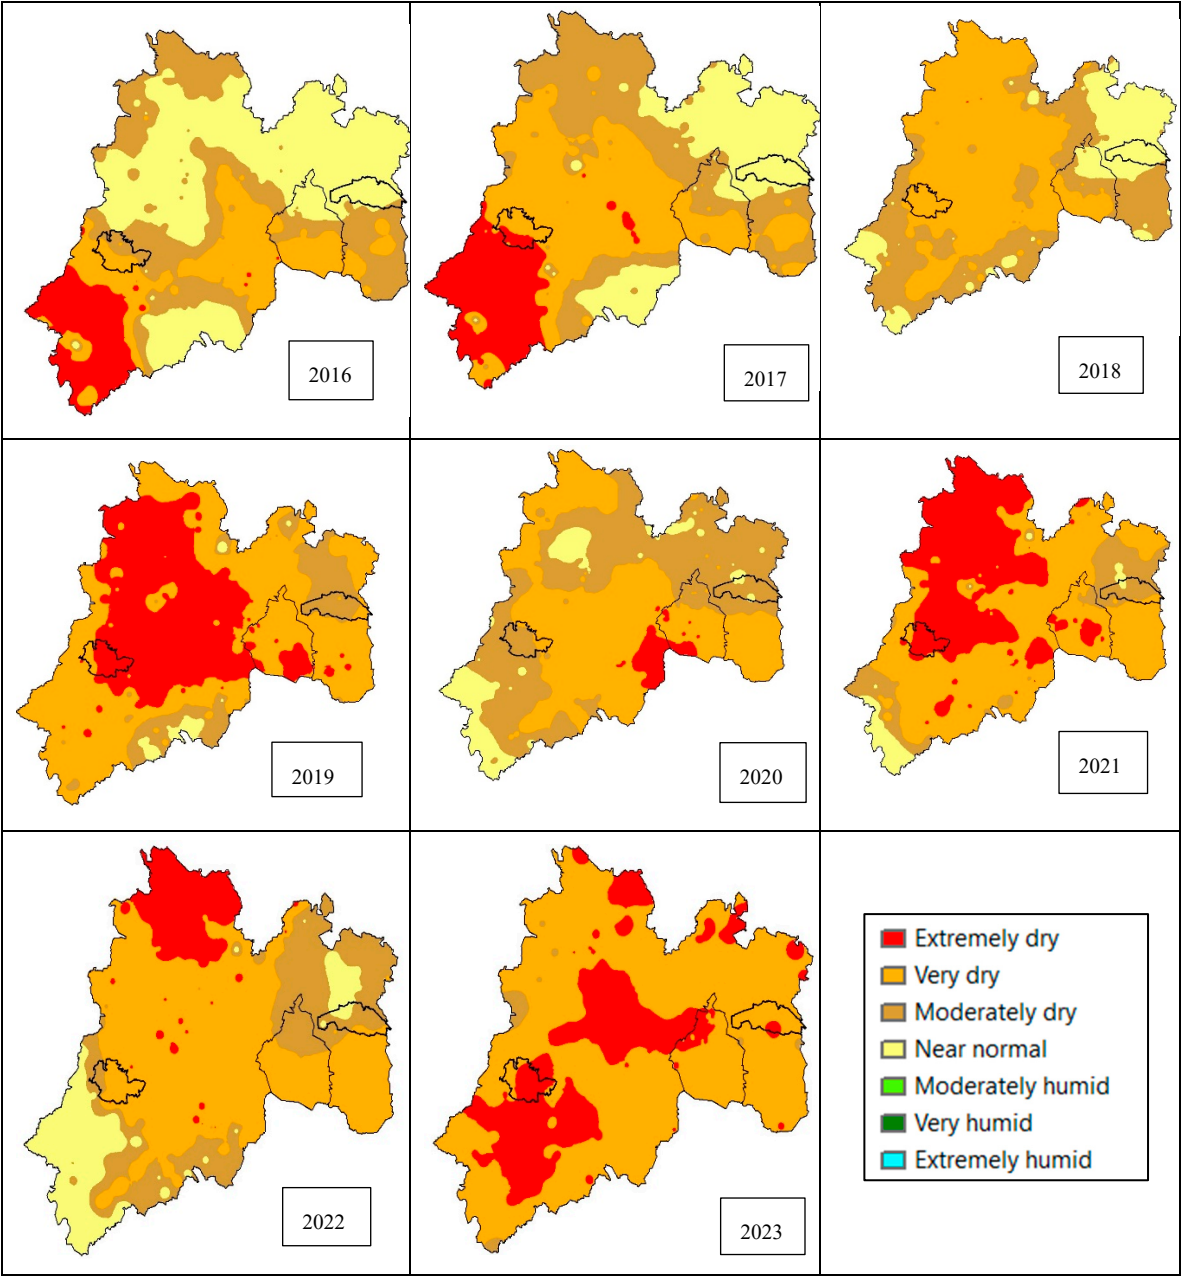 2016
2017
2018
2019
2020
2021
2022
2023
Extremely dry
Very dry
Moderately dry
Near normal
Moderately humid
Very humid
Extremely humid